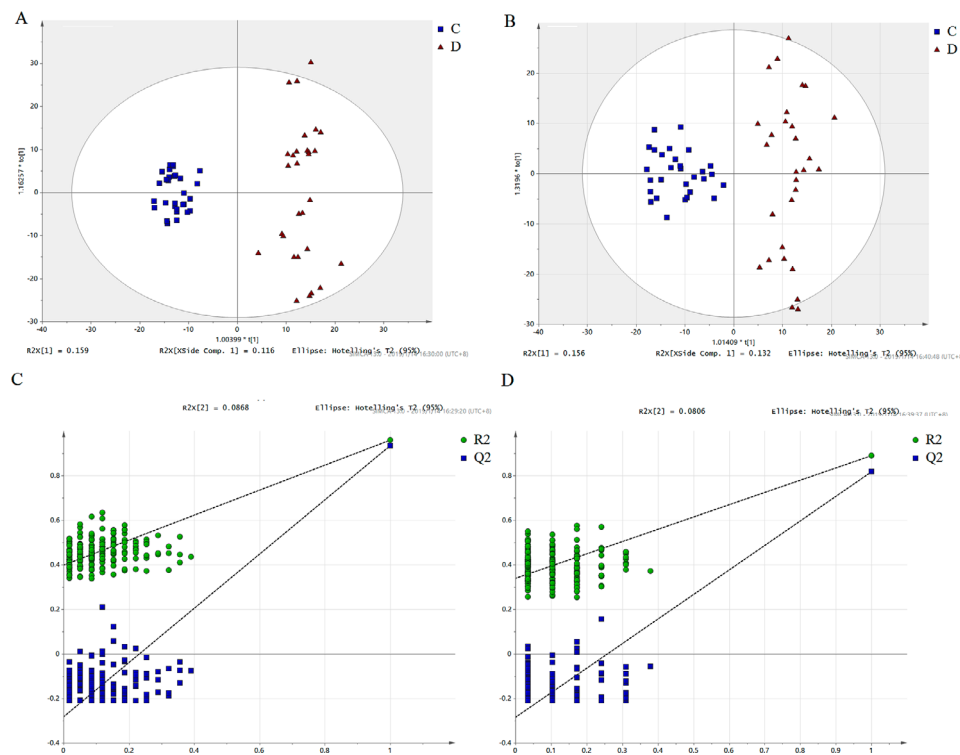 A
C
D
30
20
10
0
-10
-20
-30
1.16257 * to[1]
-40
-30
-20
-10
0
10
20
30
40
1.00399 * t[1]
R2X[1] = 0.159
R2X[XSide Comp. 1] = 0.116
Ellipse: Hotelling's T2 (95%)
B
C
D
20
10
0
-10
-20
-30
1.3196 * to[1]
-40
-30
-20
-10
0
10
20
30
40
1.01409 * t[1]
R2X[1] = 0.156
R2X[XSide Comp. 1] = 0.132
Ellipse: Hotelling's T2 (95%)
C
R2X[2] = 0.0868
Ellipse: Hotelling's T2 (95%)
R2
Q2
0.8
0.6
0.4
0.2
0
-0.2
-0.4
0
0.2
0.4
0.6
0.8
1
D
R2X[2] = 0.0806
Ellipse: Hotelling's T2 (95%)
R2
Q2
0.8
0.6
0.4
0.2
0
-0.2
-0.4
0
0.1
0.2
0.3
0.4
0.5
0.6
0.7
0.8
0.9
1